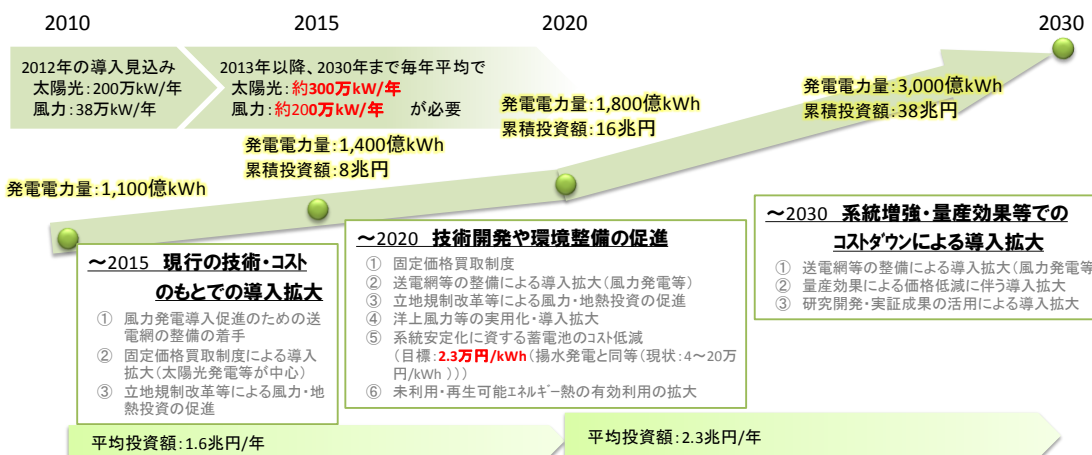 2010
2015
2020
2030
2012年の導入見込み
太陽光:200万kW/年
風力:38万kW/年
2013年以降、2030年まで毎年平均で
太陽光:約300万kW/年
風力:約200万kW/年 が必要
発電電力量:1,100億kWh
発電電力量:1,400億kWh
累積投資額:8兆円
発電電力量:1,800億kWh
累積投資額:16兆円
発電電力量:3,000億kWh
累積投資額:38兆円
～2015 現行の技術・コスト
のもとでの導入拡大
① 風力発電導入促進のための送
電網の整備の着手
② 固定価格買取制度による導入
拡大(太陽光発電等が中心)
③ 立地規制改革等による風力・地
熱投資の促進
～2020 技術開発や環境整備の促進
① 固定価格買取制度
② 送電網等の整備による導入拡大(風力発電等)
③ 立地規制改革等による風力・地熱投資の促進
④ 洋上風力等の実用化・導入拡大
⑤ 系統安定化に資する蓄電池のコスト低減
(目標:2.3万円/kWh(揚水発電と同等(現状:4～20万
円/kWh)))
⑥ 未利用・再生可能ｴﾈﾙｷﾞｰ熱の有効利用の拡大
～2030 系統増強・量産効果等での
コストダウンによる導入拡大
① 送電網等の整備による導入拡大(風力発電等
② 量産効果による価格低減に伴う導入拡大
③ 研究開発・実証成果の活用による導入拡大
平均投資額:1.6兆円/年
平均投資額:2.3兆円/年